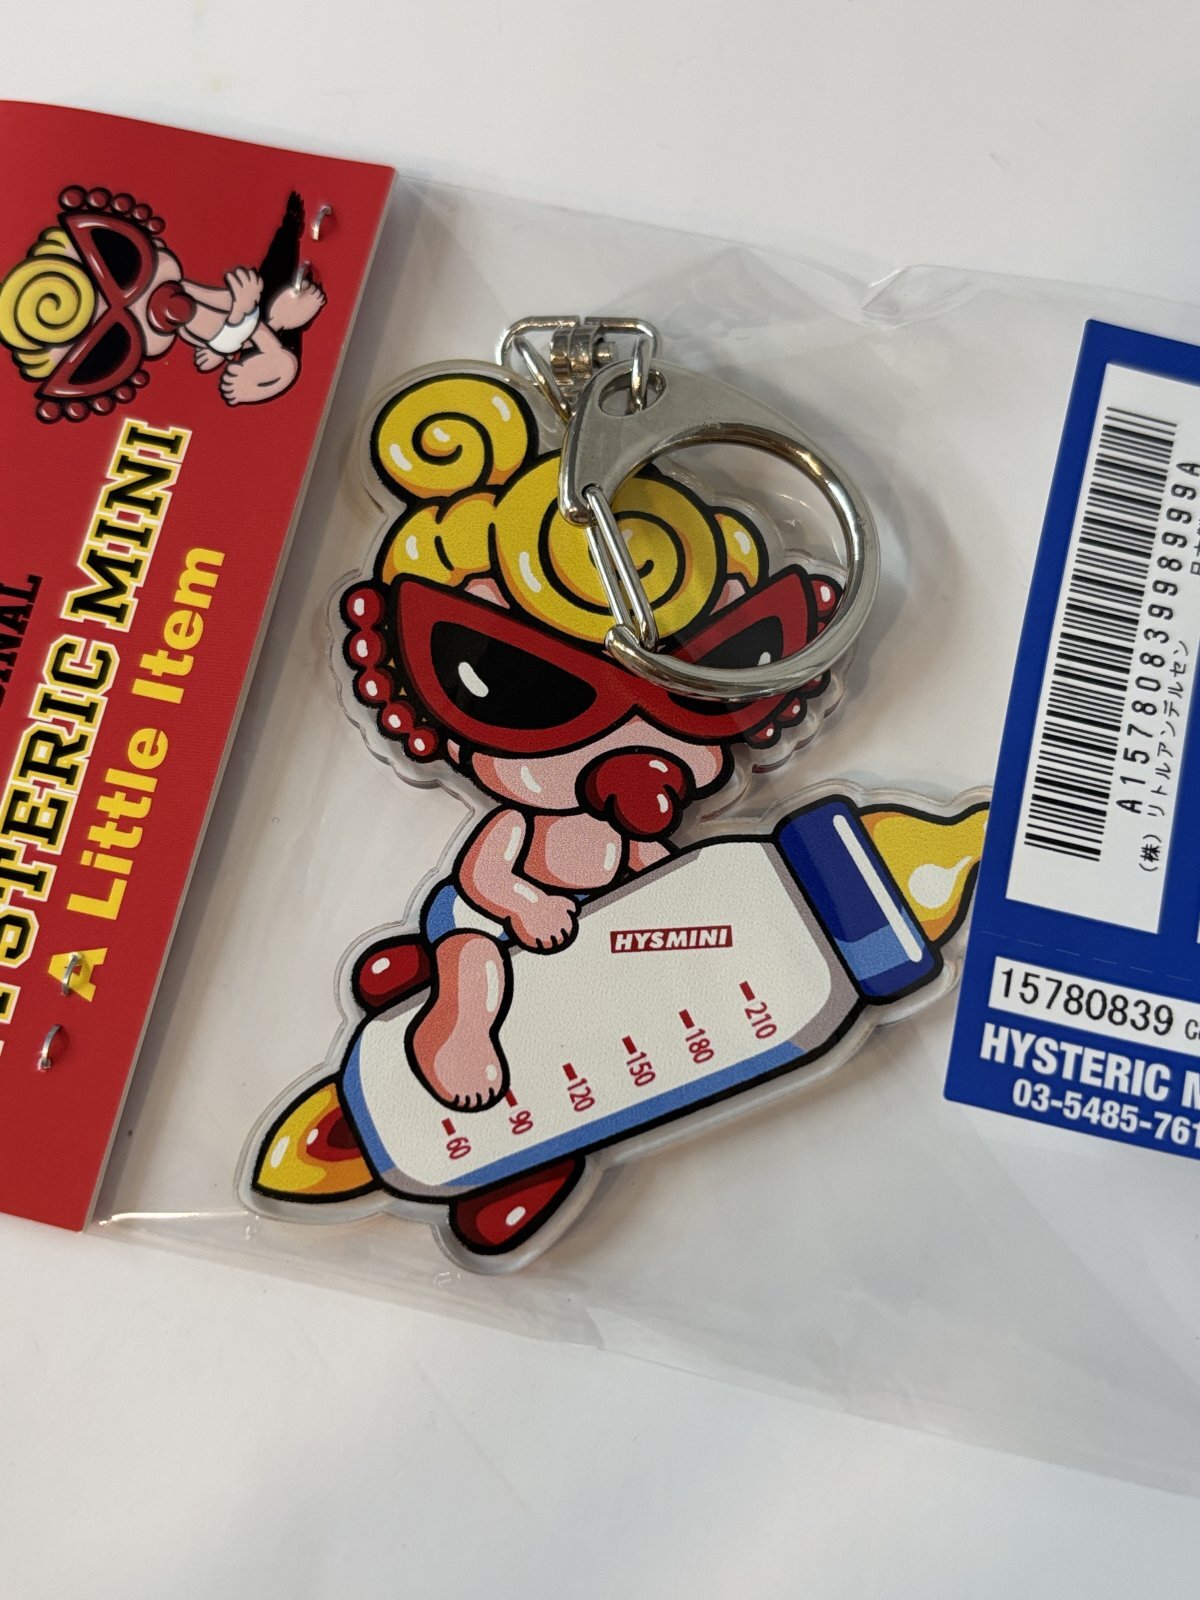 HYSTERIC MINI
A Little Item
HYSMINI
60
90
120
150
180
210
A1578083998999A
(株) リトルアンデルセン
15780839
HYSTERIC M
03-5485-761